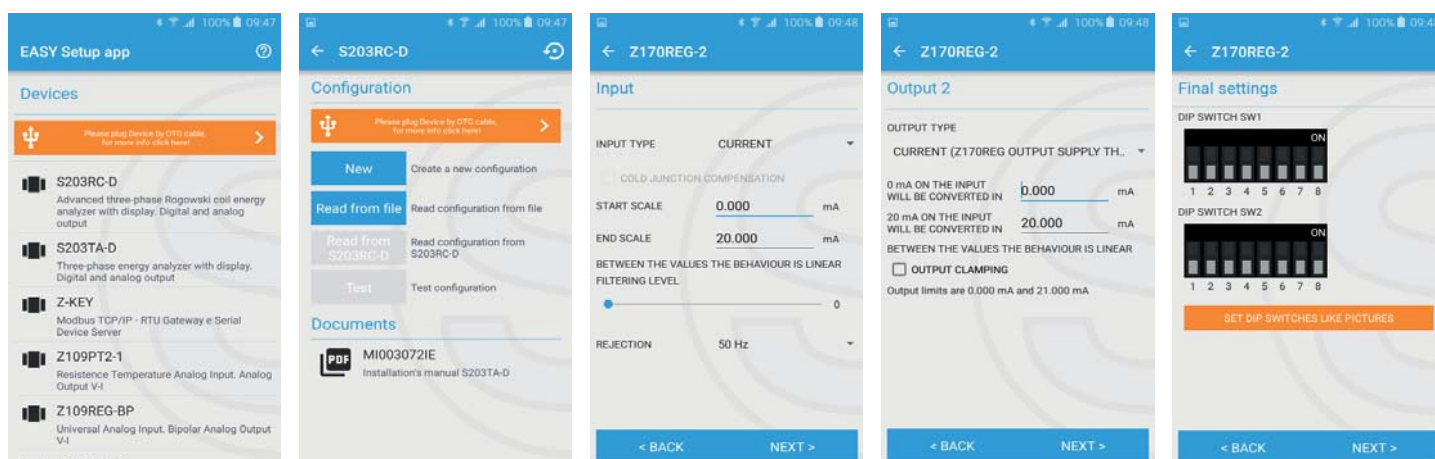 100% 09:47
EASY Setup app
Devices
Please plug Device by OTG cable,
for more info click here!
S203RC-D
Advanced three-phase Rogowski coil energy
analyzer with display. Digital and analog
output
S203TA-D
Three-phase energy analyzer with display.
Digital and analog output
Z-KEY
Modbus TCP/IP - RTU Gateway e Serial
Device Server
Z109PT2-1
Resistence Temperature Analog Input. Analog
Output V-I
Z109REG-BP
Universal Analog Input. Bipolar Analog Output
V-I
100% 09:47
S203RC-D
Configuration
Please plug Device by OTG cable,
for more info click here!
New
Create a new configuration
Read from file
Read configuration from file
Read from
S203RC-D
Read configuration from
S203RC-D
Test
Test configuration
Documents
PDF
MI003072IE
Installation's manual S203TA-D
100% 09:48
Z170REG-2
Input
INPUT TYPE CURRENT
COLD JUNCTION COMPENSATION
START SCALE 0.000 mA
END SCALE 20.000 mA
BETWEEN THE VALUES THE BEHAVIOUR IS LINEAR
FILTERING LEVEL
0
REJECTION 50 Hz
< BACK NEXT >
100% 09:48
Z170REG-2
Output 2
OUTPUT TYPE
CURRENT (Z170REG OUTPUT SUPPLY TH..
0 mA ON THE INPUT
WILL BE CONVERTED IN 0.000 mA
20 mA ON THE INPUT
WILL BE CONVERTED IN 20.000 mA
BETWEEN THE VALUES THE BEHAVIOUR IS LINEAR
OUTPUT CLAMPING
Output limits are 0.000 mA and 21.000 mA
< BACK NEXT >
100%
Z170REG-2
Final settings
DIP SWITCH SW1
ON
1 2 3 4 5 6 7 8
DIP SWITCH SW2
ON
1 2 3 4 5 6 7 8
SET DIP SWITCHES LIKE PICTURES
< BACK NEXT >